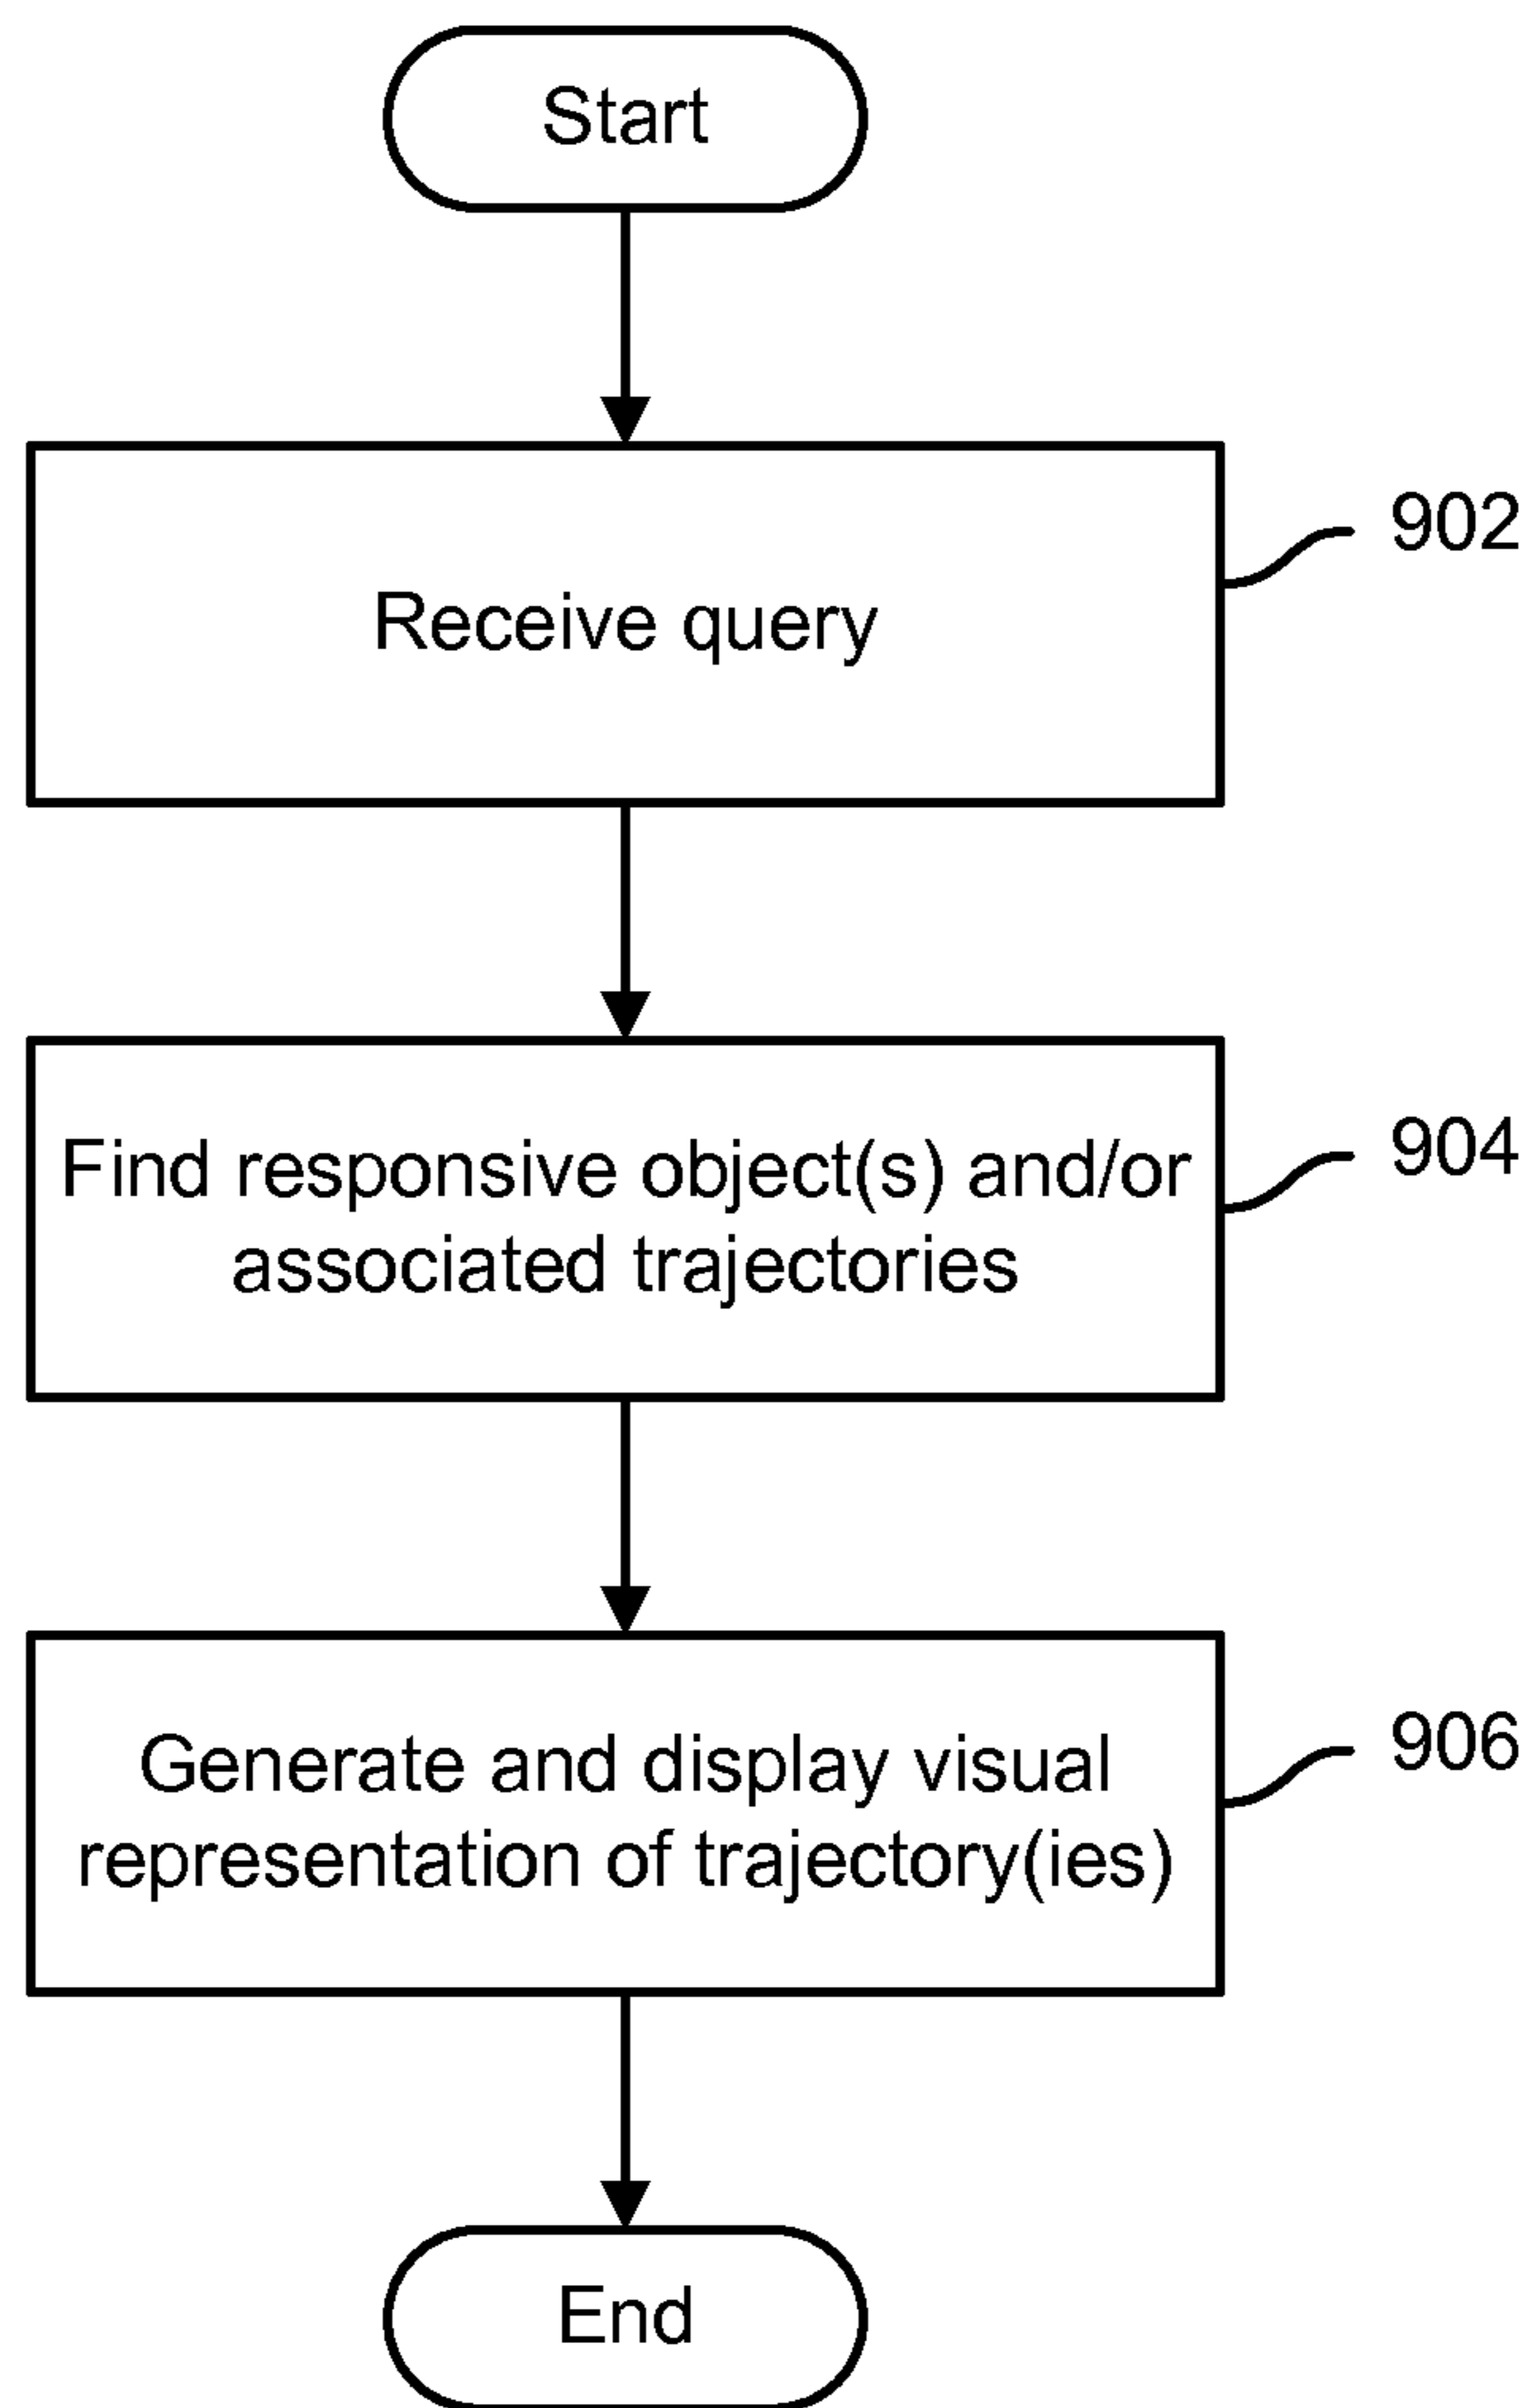 Start
Receive query
902
Find responsive object(s) and/or
associated trajectories
904
Generate and display visual
representation of trajectory(ies)
906
End